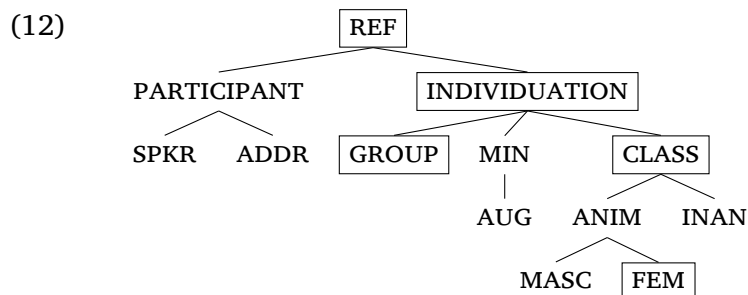 (12) REF
PARTICIPANT INDIVIDUATION
SPKR ADDR GROUP MIN CLASS
AUG ANIM INAN
MASC FEM